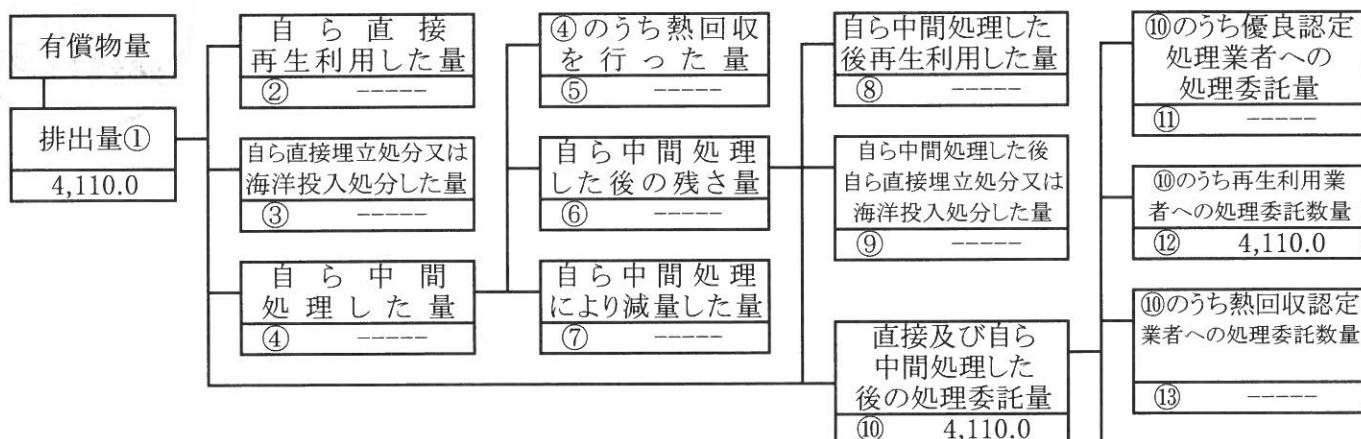 有償物量
排出量①
4,110.0
自ら直接
再生利用した量
② -----
自ら直接埋立処分又は
海洋投入処分した量
③ -----
自ら中間
処理した量
④ -----
④のうち熱回収
を行った量
⑤ -----
自ら中間処理
した後の残さ量
⑥ -----
自ら中間処理
により減量した量
⑦ -----
自ら中間処理した
後再生利用した量
⑧ -----
自ら中間処理した後
自ら直接埋立処分又は
海洋投入処分した量
⑨ -----
直接及び自ら
中間処理した
後の処理委託量
⑩ 4,110.0
⑩のうち優良認定
処理業者への
処理委託量
⑪ -----
⑩のうち再生利用業
者への処理委託数量
⑫ 4,110.0
⑩のうち熱回収認定
業者への処理委託数量
⑬ -----